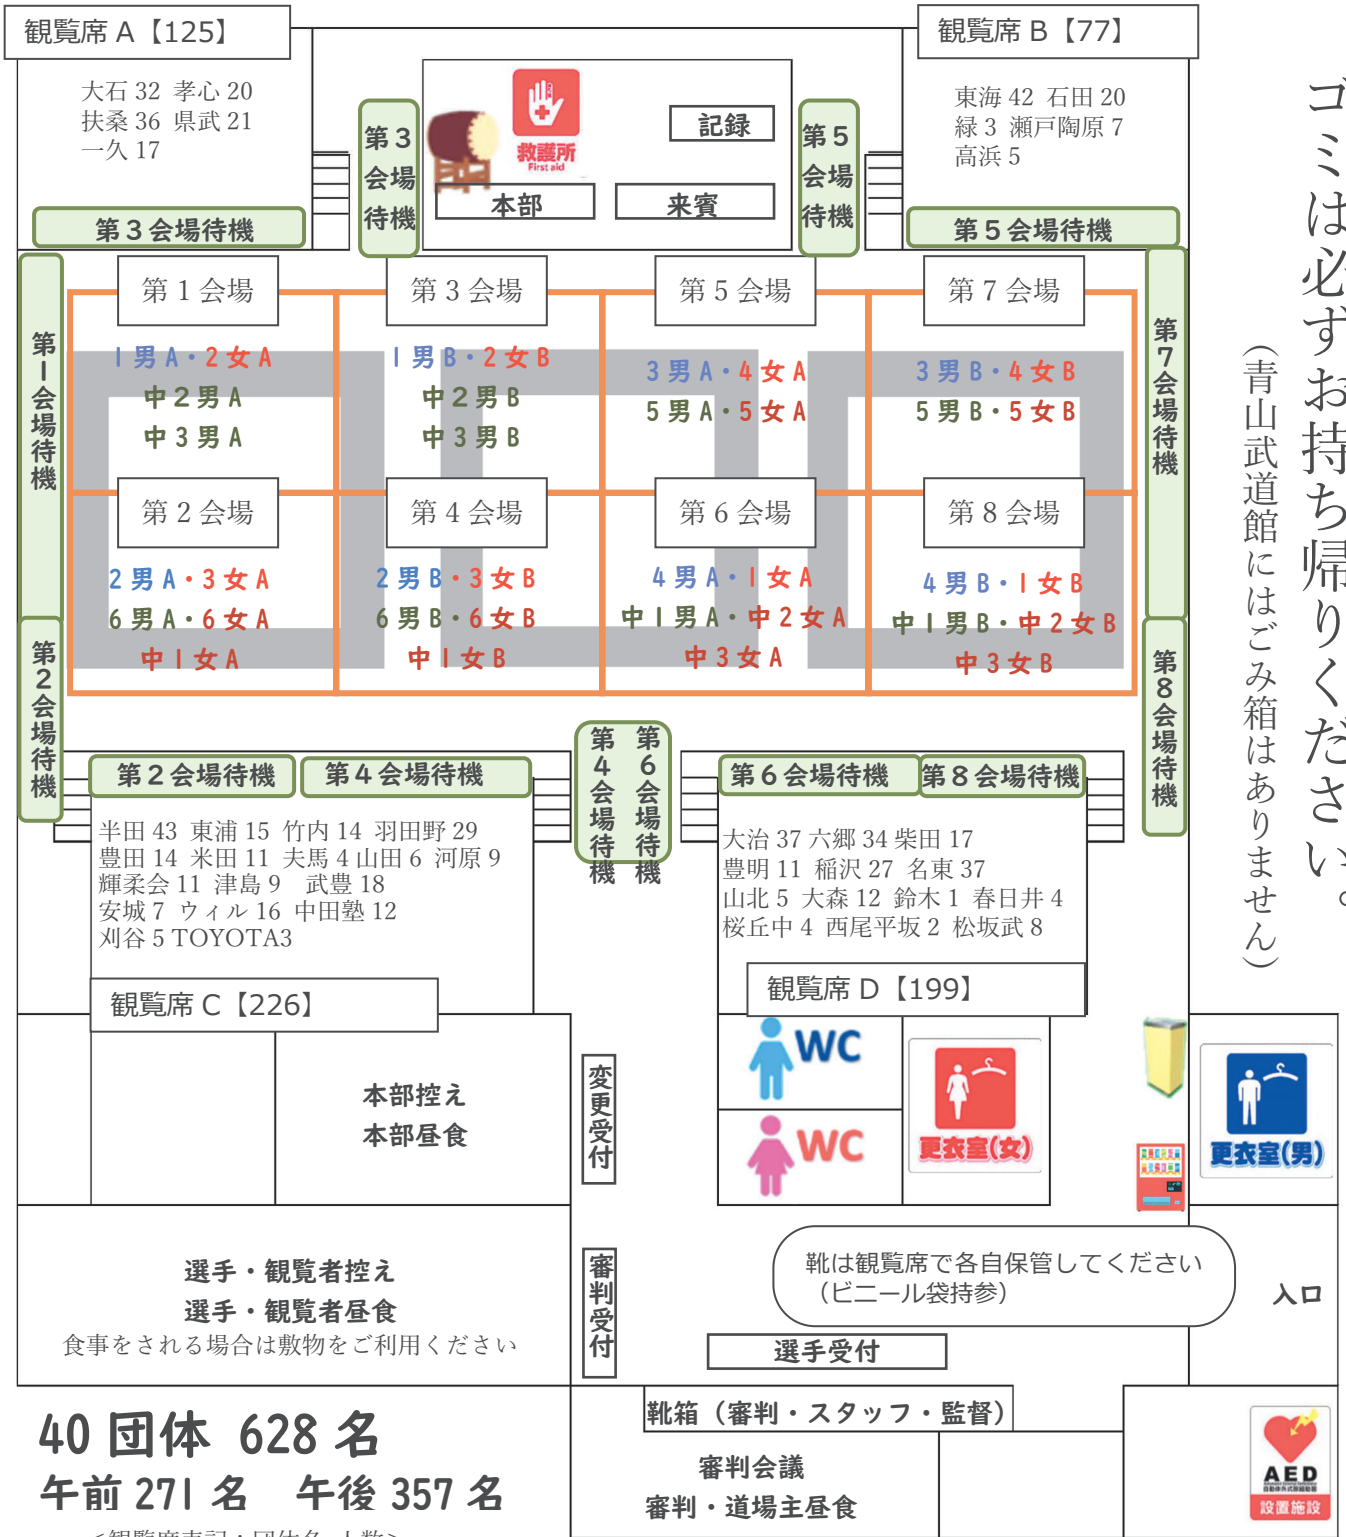 観覧席 A【125】
大石 32 孝心 20
扶桑 36 県武 21
一久 17
観覧席 B【77】
東海 42 石田 20
緑 3 瀬戸陶原 7
高浜 5
救護所
First aid
記録
本部
来賓
第3会場待機
第5会場待機
第3会場待機
第5会場待機
第1会場待機
第7会場待機
第 1 会場
1男A・2女A
中2男A
中3男A
第 3 会場
1男B・2女B
中2男B
中3男B
第 5 会場
3男A・4女A
5男A・5女A
第 7 会場
3男B・4女B
5男B・5女B
第 2 会場
2男A・3女A
6男A・6女A
中1女A
第 4 会場
2男B・3女B
6男B・6女B
中1女B
第 6 会場
4男A・1女A
中1男A・中2女A
中3女A
第 8 会場
4男B・1女B
中1男B・中2女B
中3女B
第2会場待機
第8会場待機
第2会場待機
第4会場待機
第4会場待機
第6会場待機
第6会場待機
第8会場待機
半田 43 東浦 15 竹内 14 羽田野 29
豊田 14 米田 11 夫馬 4 山田 6 河原 9
輝柔会 11 津島 9 武豊 18
安城 7 ウィル 16 中田塾 12
刈谷 5 TOYOTA3
観覧席 C【226】
大治 37 六郷 34 柴田 17
豊明 11 稲沢 27 名東 37
山北 5 大森 12 鈴木 1 春日井 4
桜丘中 4 西尾平坂 2 松坂武 8
観覧席 D【199】
ゴミは必ずお持ち帰りください。
（青山武道館にはごみ箱はありません）
本部控え
本部昼食
変更受付
WC
WC
更衣室(女)
更衣室(男)
選手・観覧者控え
選手・観覧者昼食
食事をされる場合は敷物をご利用ください
審判受付
靴は観覧席で各自保管してください
（ビニール袋持参）
入口
選手受付
靴箱（審判・スタッフ・監督）
審判会議
審判・道場主昼食
AED
自動体外式除細動器
設置施設
40 団体 628 名
午前 271 名 午後 357 名